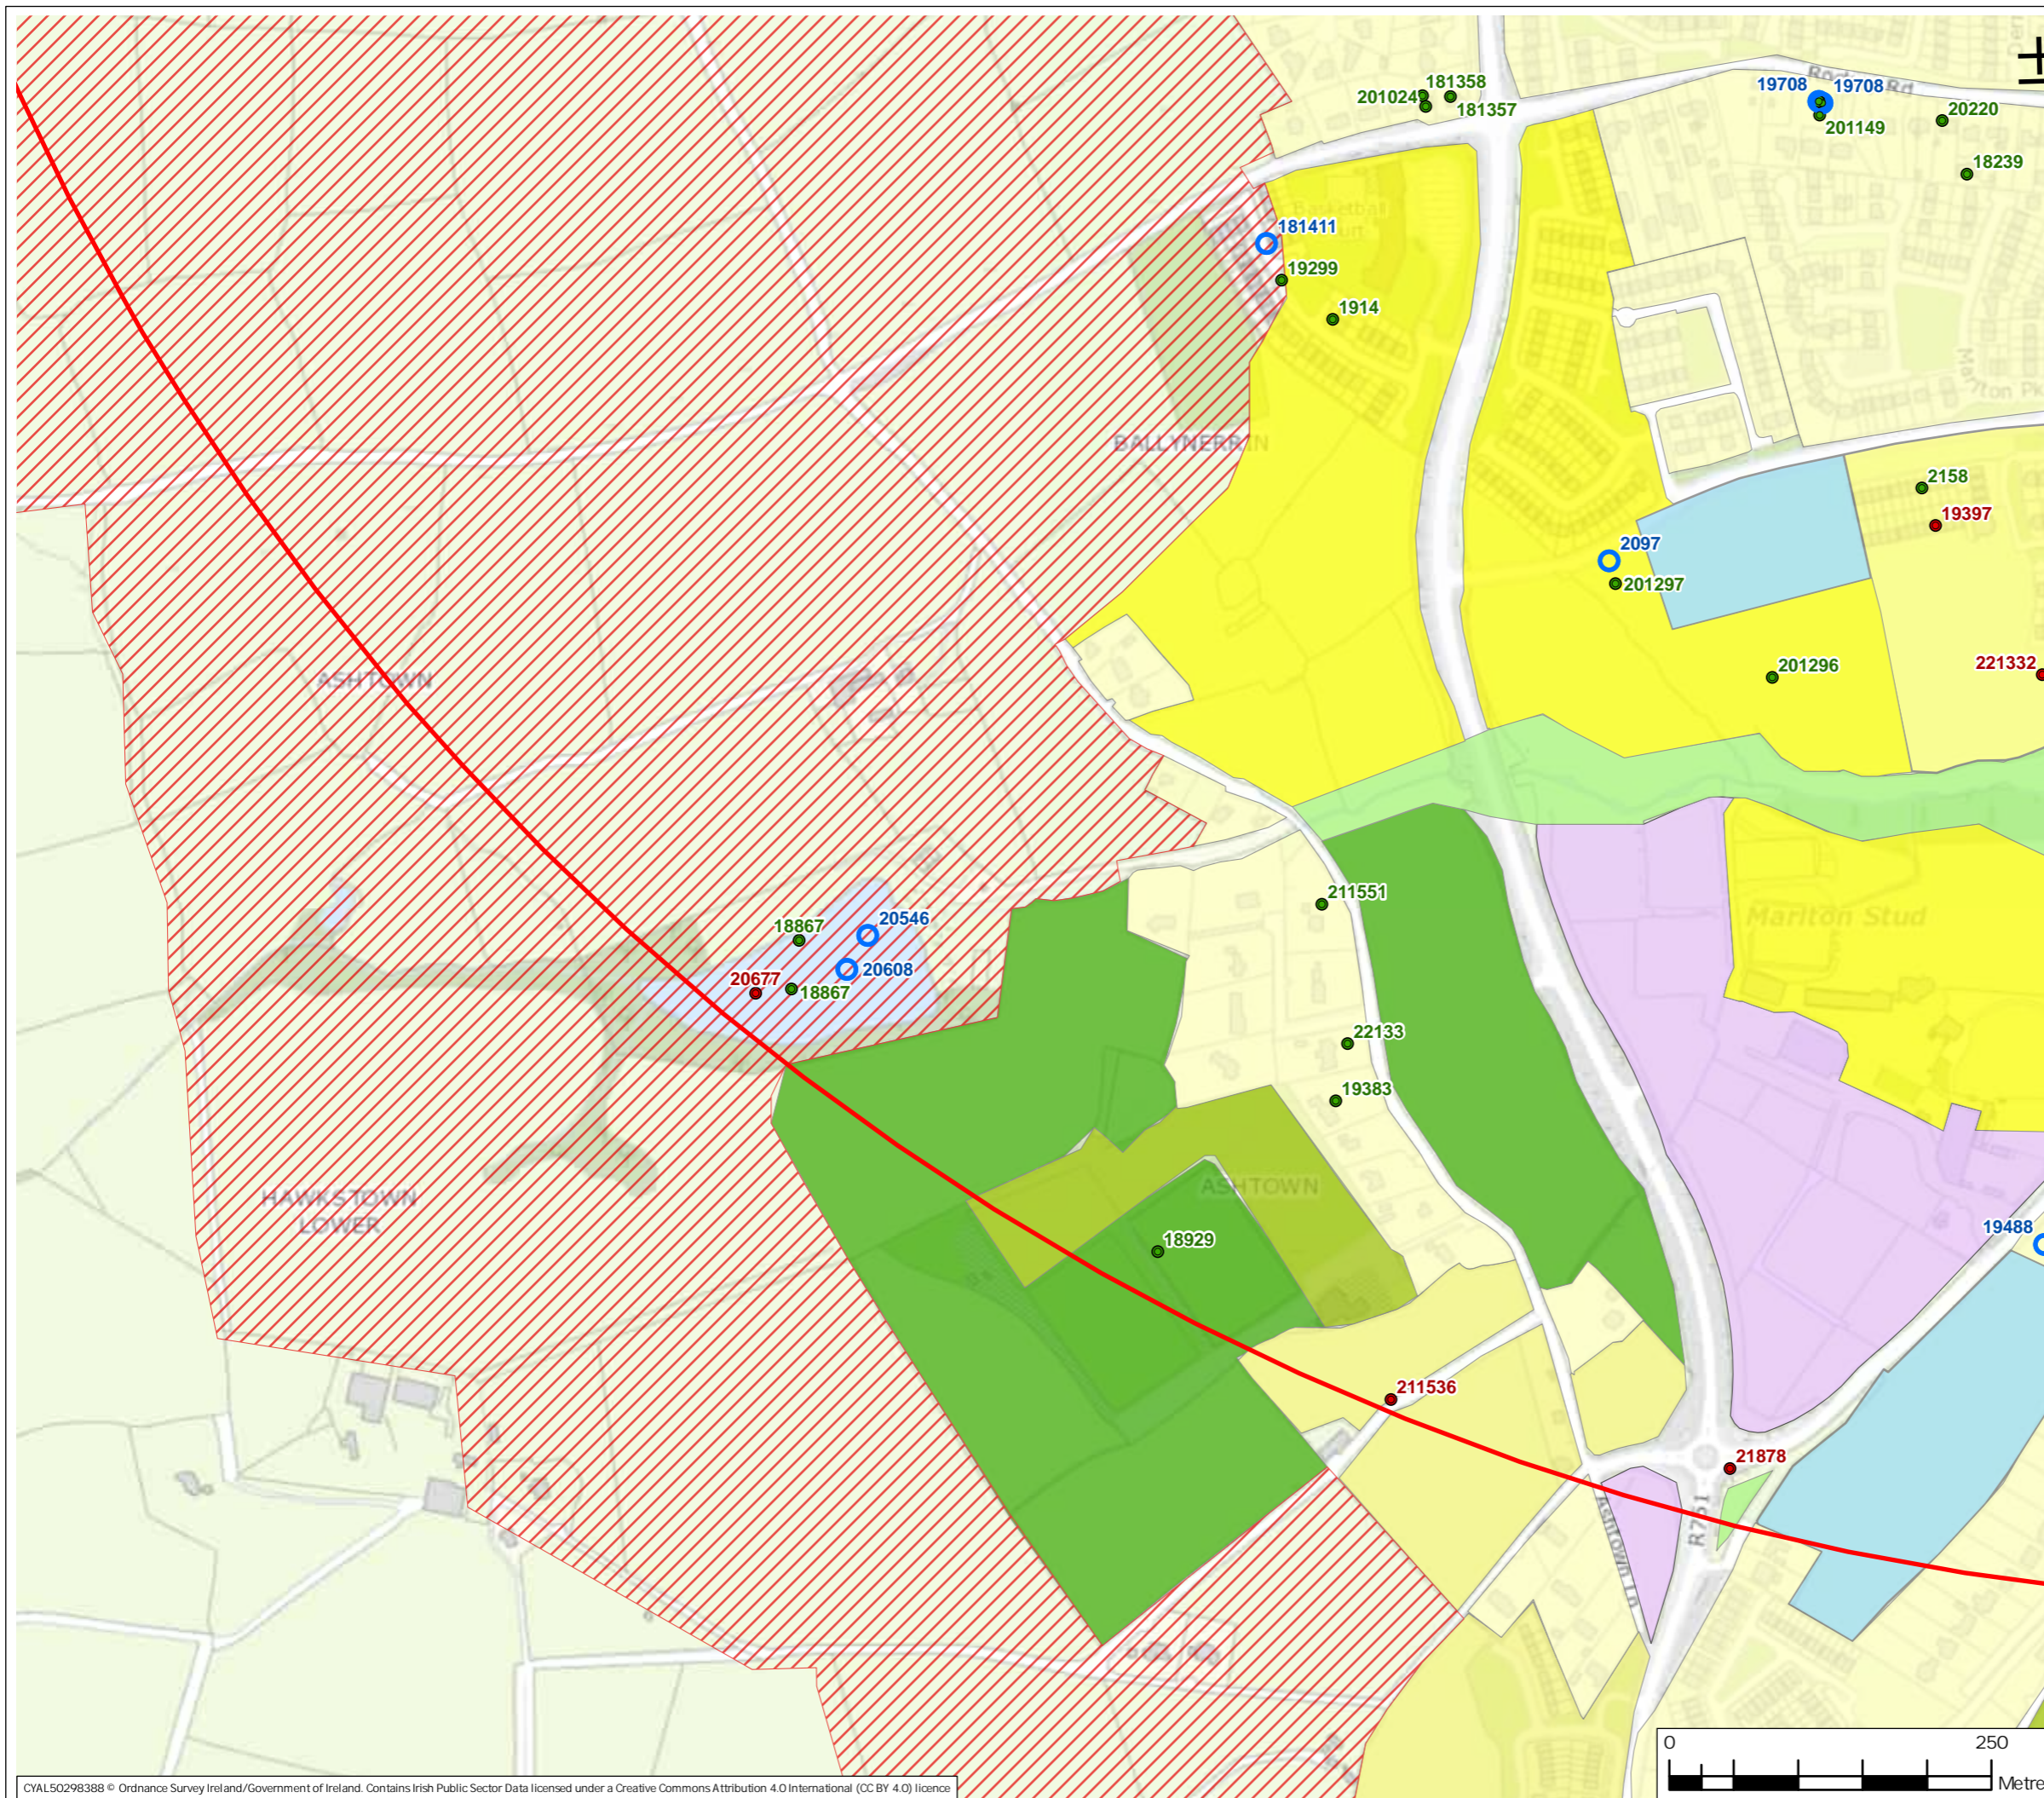 181358
201024
181357
19708
19708
Rd
20220
201149
18239
181411
Basketball
19299
1914
BALLYNERRIN
2158
19397
2097
201297
ASHTOWN
201296
221332
211551
Marlton Stud
18867
20546
20677
20608
18867
22133
19383
ASHTOWN
HAWKSTOWN
LOWER
18929
19488
211536
21878
Ashtown Ln
R751
0 250
Metre
CYAL50298388 © Ordnance Survey Ireland/Government of Ireland. Contains Irish Public Sector Data licensed under a Creative Commons Attribution 4.0 International (CC BY 4.0) licence